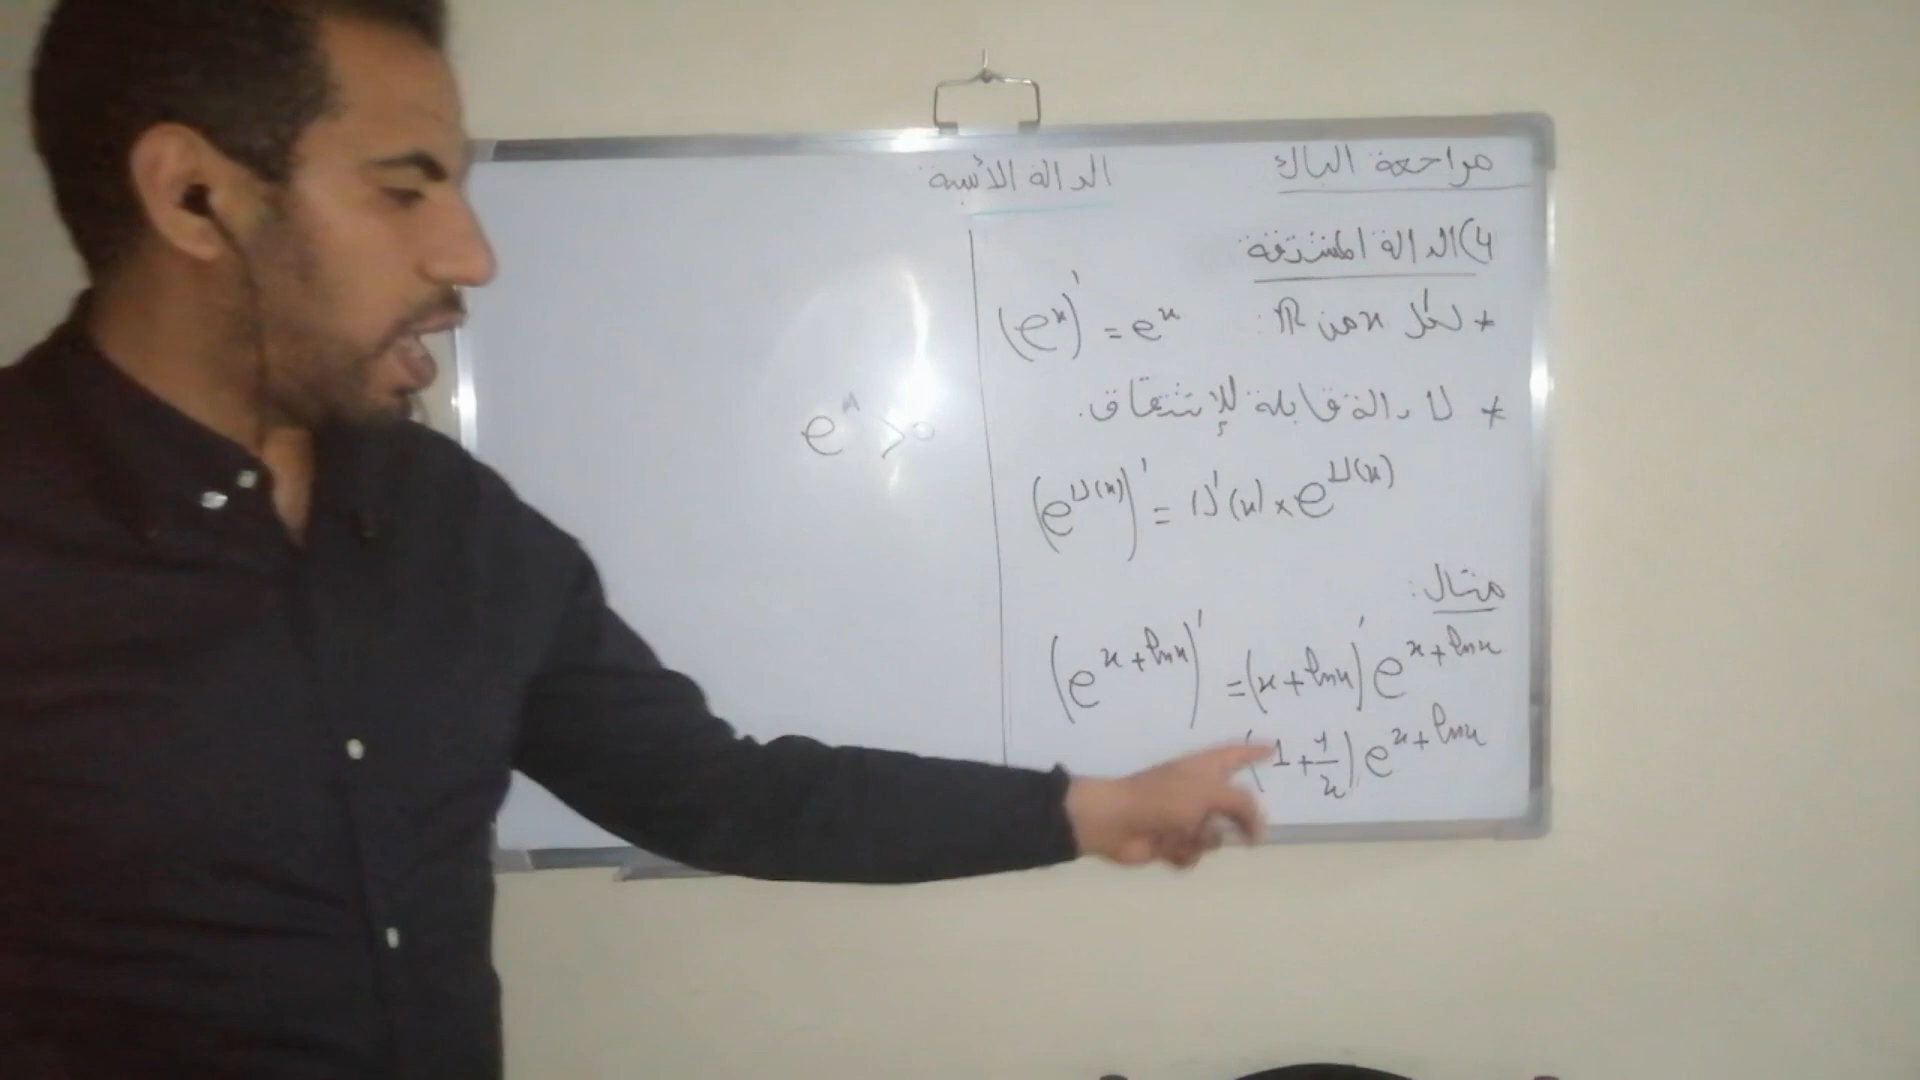 مراجعة الباك
الدالة الأسية
4) الدالة المشتقة
* لكل x من ℝ: (eˣ)' = eˣ
* U دالة قابلة للإشتقاق.
(e^U(x))' = U'(x) × e^U(x)
مثال:
(e^x+lnx)' = (x+lnx)' e^x+lnx
(1+1/x) e^x+lnx
e^A > 0